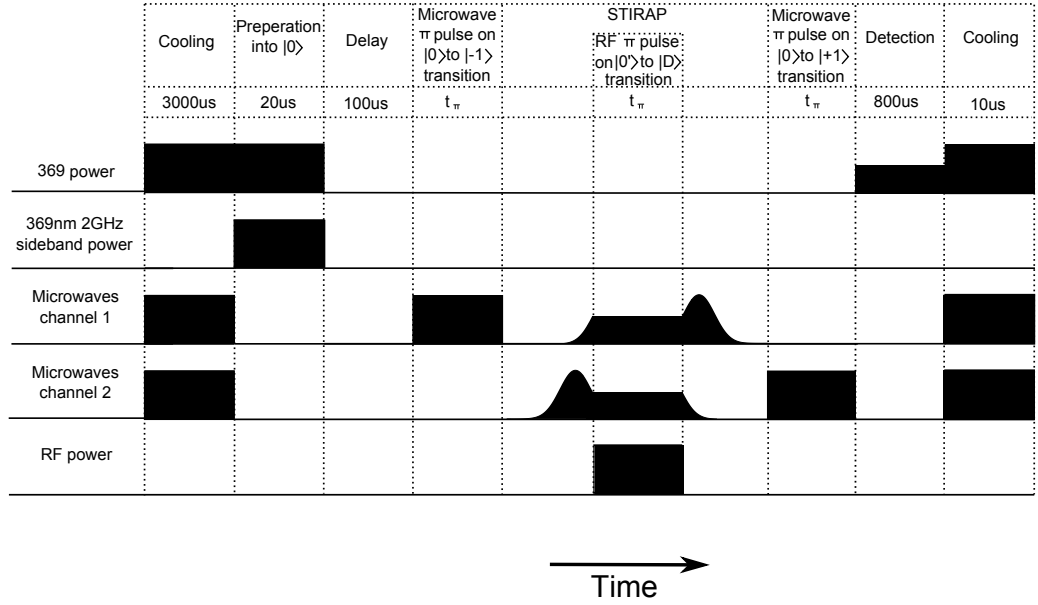 Cooling
Preperation
into |0〉
Delay
Microwave
π pulse on
|0〉to |-1〉
transition
STIRAP
RF π pulse
on|0'〉to |D〉
transition
Microwave
π pulse on
|0〉to |+1〉
transition
Detection
Cooling
3000us
20us
100us
t π
t π
t π
800us
10us
369 power
369nm 2GHz
sideband power
Microwaves
channel 1
Microwaves
channel 2
RF power
Time